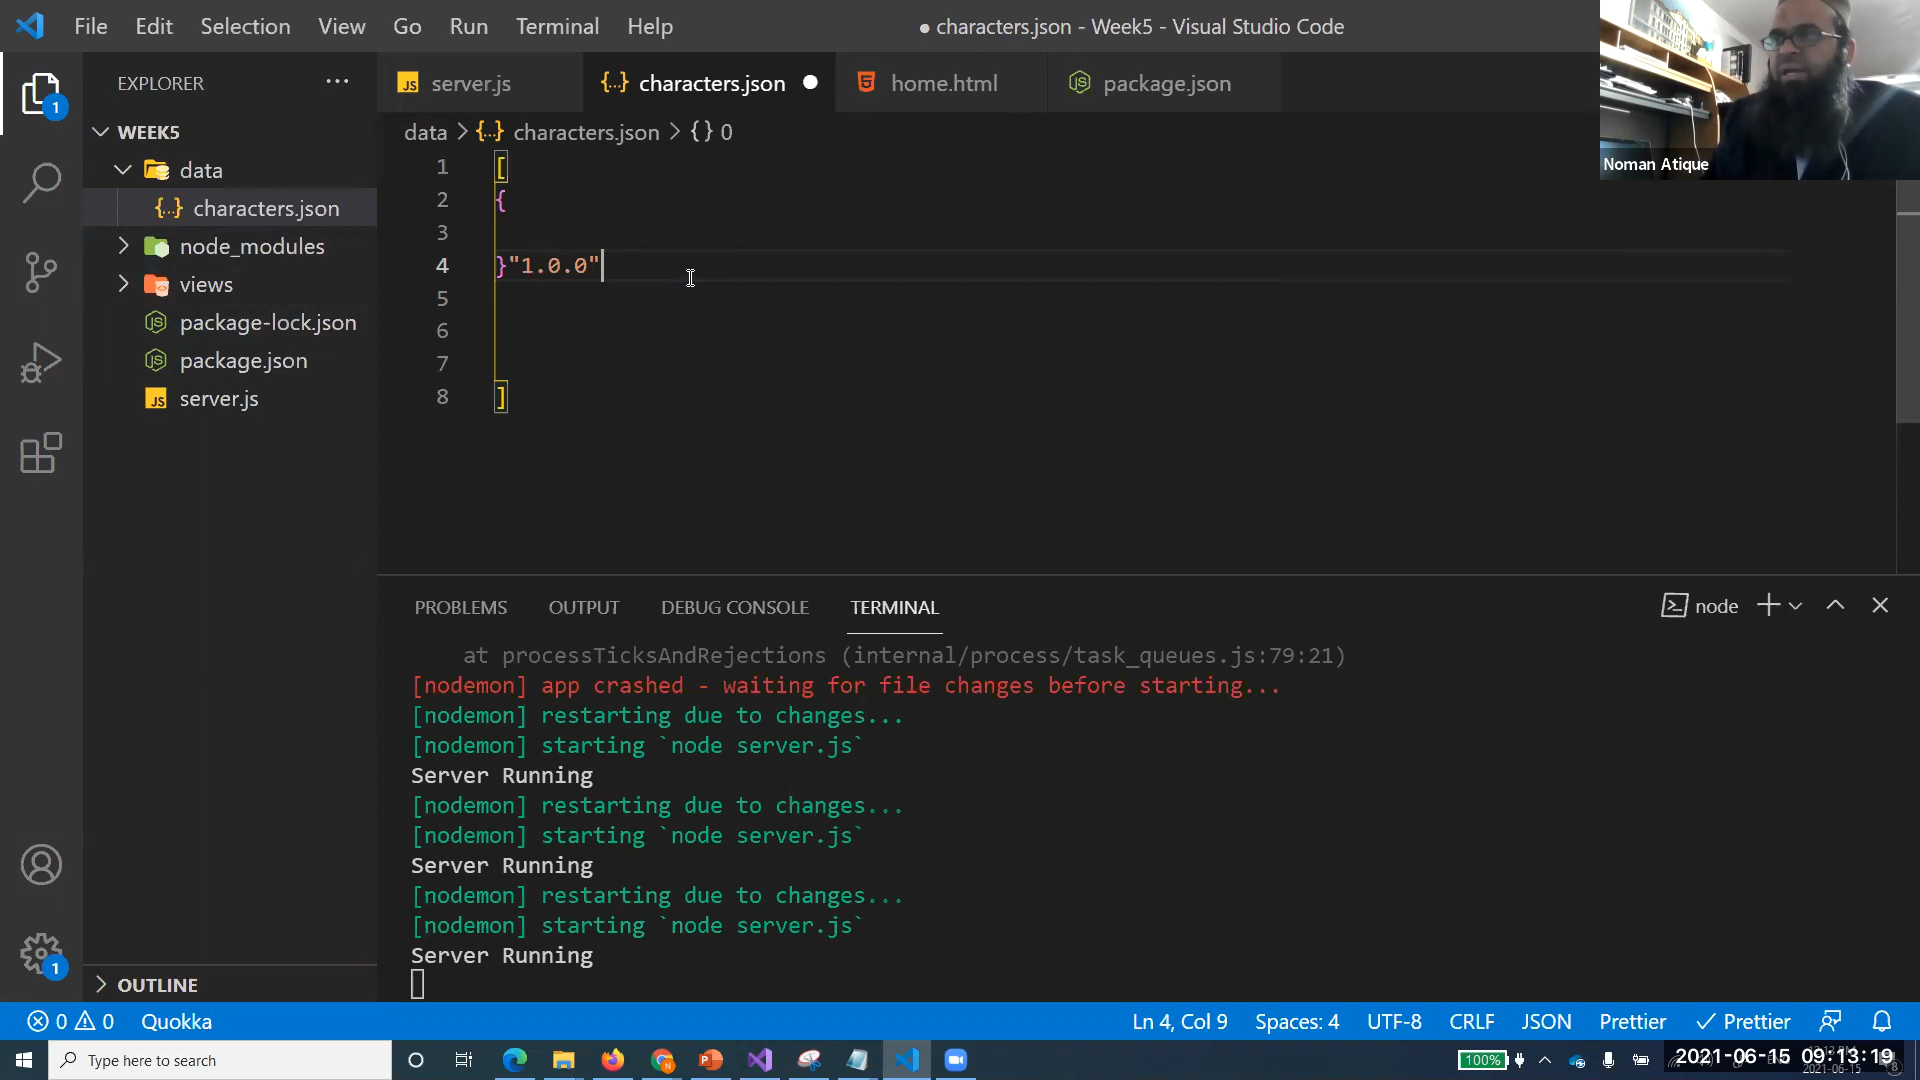 File Edit Selection View Go Run Terminal Help
● characters.json - Week5 - Visual Studio Code
Noman Atique
EXPLORER ...
WEEK5
data
{..} characters.json
node_modules
views
package-lock.json
package.json
JS server.js
OUTLINE
1
1
JS server.js
{..} characters.json
home.html
package.json
data > {..} characters.json > {} 0
1 [
2 {
3
4 }"1.0.0"
5
6
7
8 ]
PROBLEMS OUTPUT DEBUG CONSOLE TERMINAL
node
at processTicksAndRejections (internal/process/task_queues.js:79:21)
[nodemon] app crashed - waiting for file changes before starting...
[nodemon] restarting due to changes...
[nodemon] starting `node server.js`
Server Running
[nodemon] restarting due to changes...
[nodemon] starting `node server.js`
Server Running
[nodemon] restarting due to changes...
[nodemon] starting `node server.js`
Server Running
0 0 Quokka
Ln 4, Col 9 Spaces: 4 UTF-8 CRLF JSON Prettier Prettier
Type here to search
100%
2021-06-15 09:13:19
2021-06-15